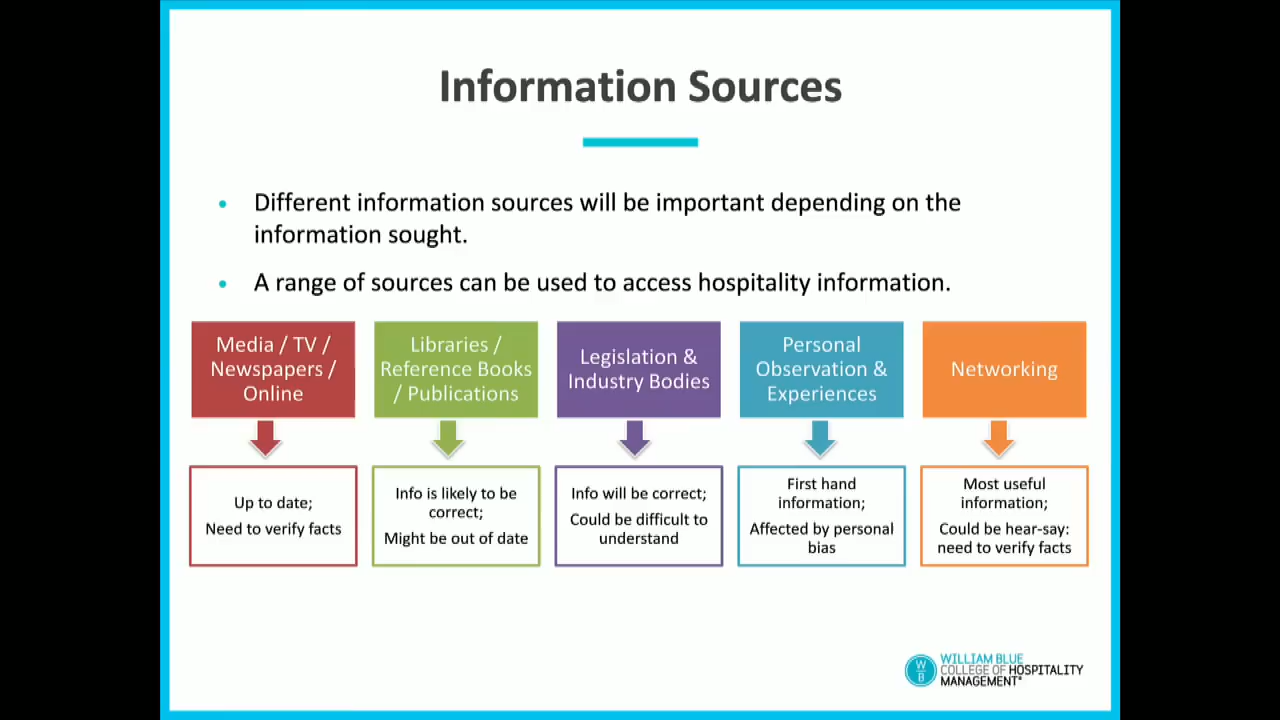 Information Sources
• Different information sources will be important depending on the
information sought.
• A range of sources can be used to access hospitality information.
Media / TV /
Newspapers /
Online
Libraries /
Reference Books
/ Publications
Legislation &
Industry Bodies
Personal
Observation &
Experiences
Networking
Up to date;
Need to verify facts
Info is likely to be
correct;
Might be out of date
Info will be correct;
Could be difficult to
understand
First hand
information;
Affected by personal
bias
Most useful
information;
Could be hear-say:
need to verify facts
W
B
WILLIAM BLUE
COLLEGE OF HOSPITALITY
MANAGEMENT